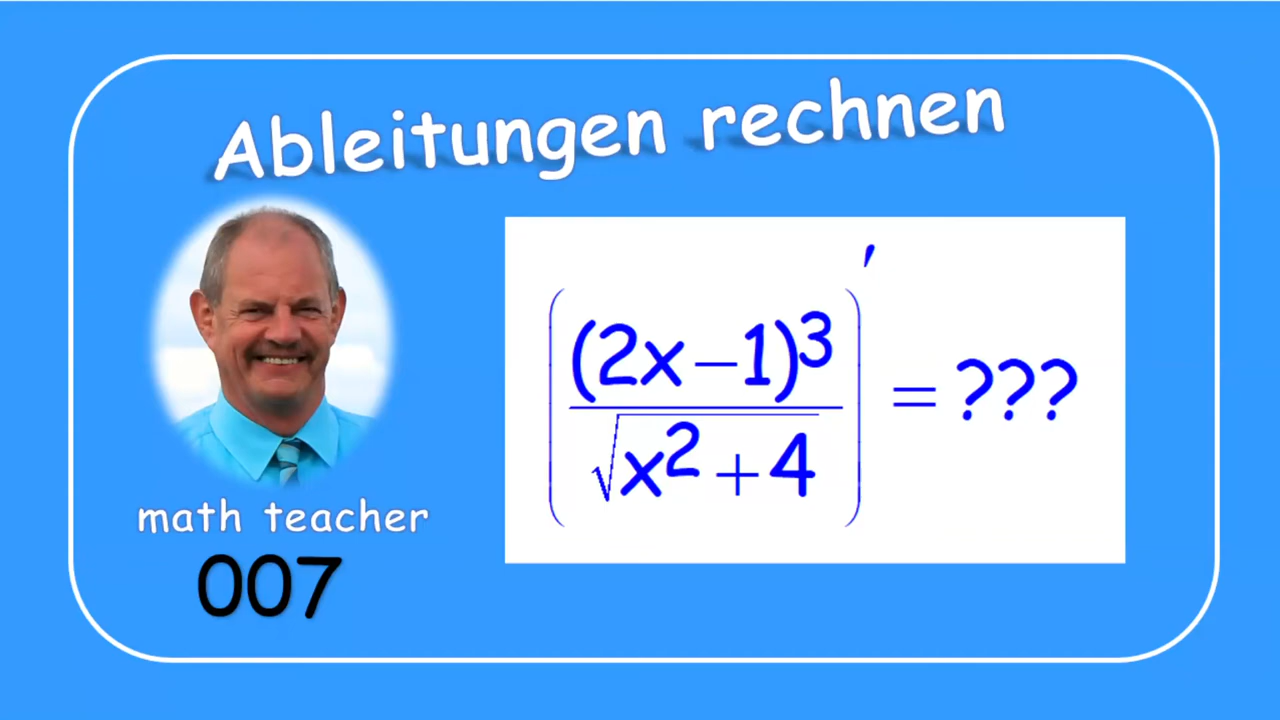 Ableitungen rechnen
((2x-1)³/√(x²+4))′ = ???
math teacher
007